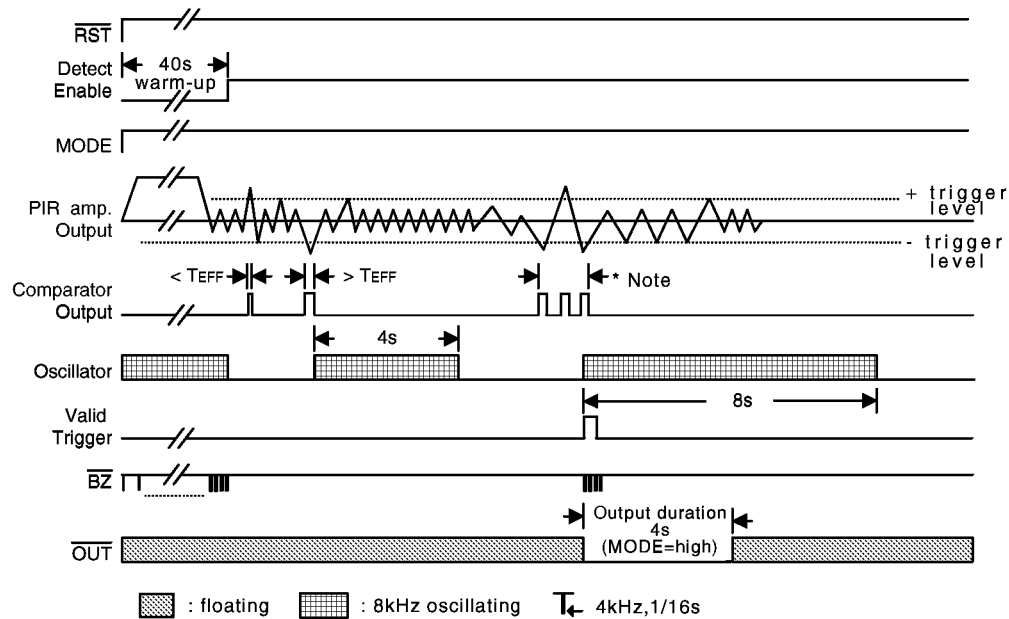 RST
Detect
Enable
40s
warm-up
MODE
PIR amp.
Output
+ trigger
level
- trigger
level
< TEFF
> TEFF
* Note
Comparator
Output
4s
Oscillator
8s
Valid
Trigger
BZ
Output duration
4s
(MODE=high)
OUT
: floating
: 8kHz oscillating
4kHz,1/16s